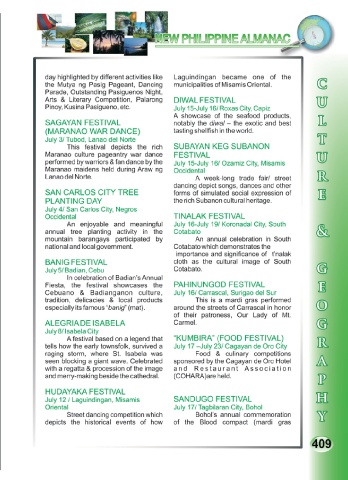 NEW PHILIPPINE ALMANAC
day highlighted by different activities like
the Mutya ng Pasig Pageant, Dancing
Parade, Outstanding Pasiguenos Night,
Arts & Literary Competition, Palarong
Pinoy, Kusina Pasigueno, etc.
SAGAYAN FESTIVAL
(MARANAO WAR DANCE)
July 3/ Tubod, Lanao del Norte
This festival depicts the rich
Maranao culture pageantry war dance
performed by warriors & fan dance by the
Maranao maidens held during Araw ng
Lanao del Norte.
SAN CARLOS CITY TREE
PLANTING DAY
July 4/ San Carlos City, Negros
Occidental
An enjoyable and meaningful
annual tree planting activity in the
mountain barangays participated by
national and local government.
BANIG FESTIVAL
July 5/ Badian, Cebu
In celebration of Badian's Annual
Fiesta, the festival showcases the
Cebuano & Badianganon cultura,
tradition, delicacies & local products
especially its famous "banig" (mat).
ALEGRIA DE ISABELA
July 8/ Isabela City
A festival based on a legend that
tells how the early townsfolk, survived a
raging storm, where St. Isabela was
seen blocking a giant wave. Celebrated
with a regatta & procession of the image
and merry-making beside the cathedral.
HUDAYAKA FESTIVAL
July 12 / Laguindingan, Misamis
Oriental
Street dancing competition which
depicts the historical events of how
Laguindingan became one of the
municipalities of Misamis Oriental.
DIWAL FESTIVAL
July 15-July 16/ Roxas City, Capiz
A showcase of the seafood products,
notably the diwal – the exotic and best
tasting shellfish in the world.
SUBAYAN KEG SUBANON
FESTIVAL
July 15-July 16/ Ozamiz City, Misamis
Occidental
A week-long trade fair/ street
dancing depict songs, dances and other
forms of simulated social expression of
the rich Subanon cultural heritage.
TINALAK FESTIVAL
July 16-July 19/ Koronadal City, South
Cotabato
An annual celebration in South
Cotabato which demonstrates the
importance and significance of t'nalak
cloth as the cultural image of South
Cotabato.
PAHINUNGOD FESTIVAL
July 16/ Carrascal, Surigao del Sur
This is a mardi gras performed
around the streets of Carrascal in honor
of their patroness, Our Lady of Mt.
Carmel.
"KUMBIRA" (FOOD FESTIVAL)
July 17 –July 23/ Cagayan de Oro City
Food & culinary competitions
sponsored by the Cagayan de Oro Hotel
and Restaurant Association
(COHARA) are held.
SANDUGO FESTIVAL
July 17/ Tagbilaran City, Bohol
Bohol's annual commemoration
of the Blood compact (mardi gras
CULTURE
&
GEOGRAPHY
409